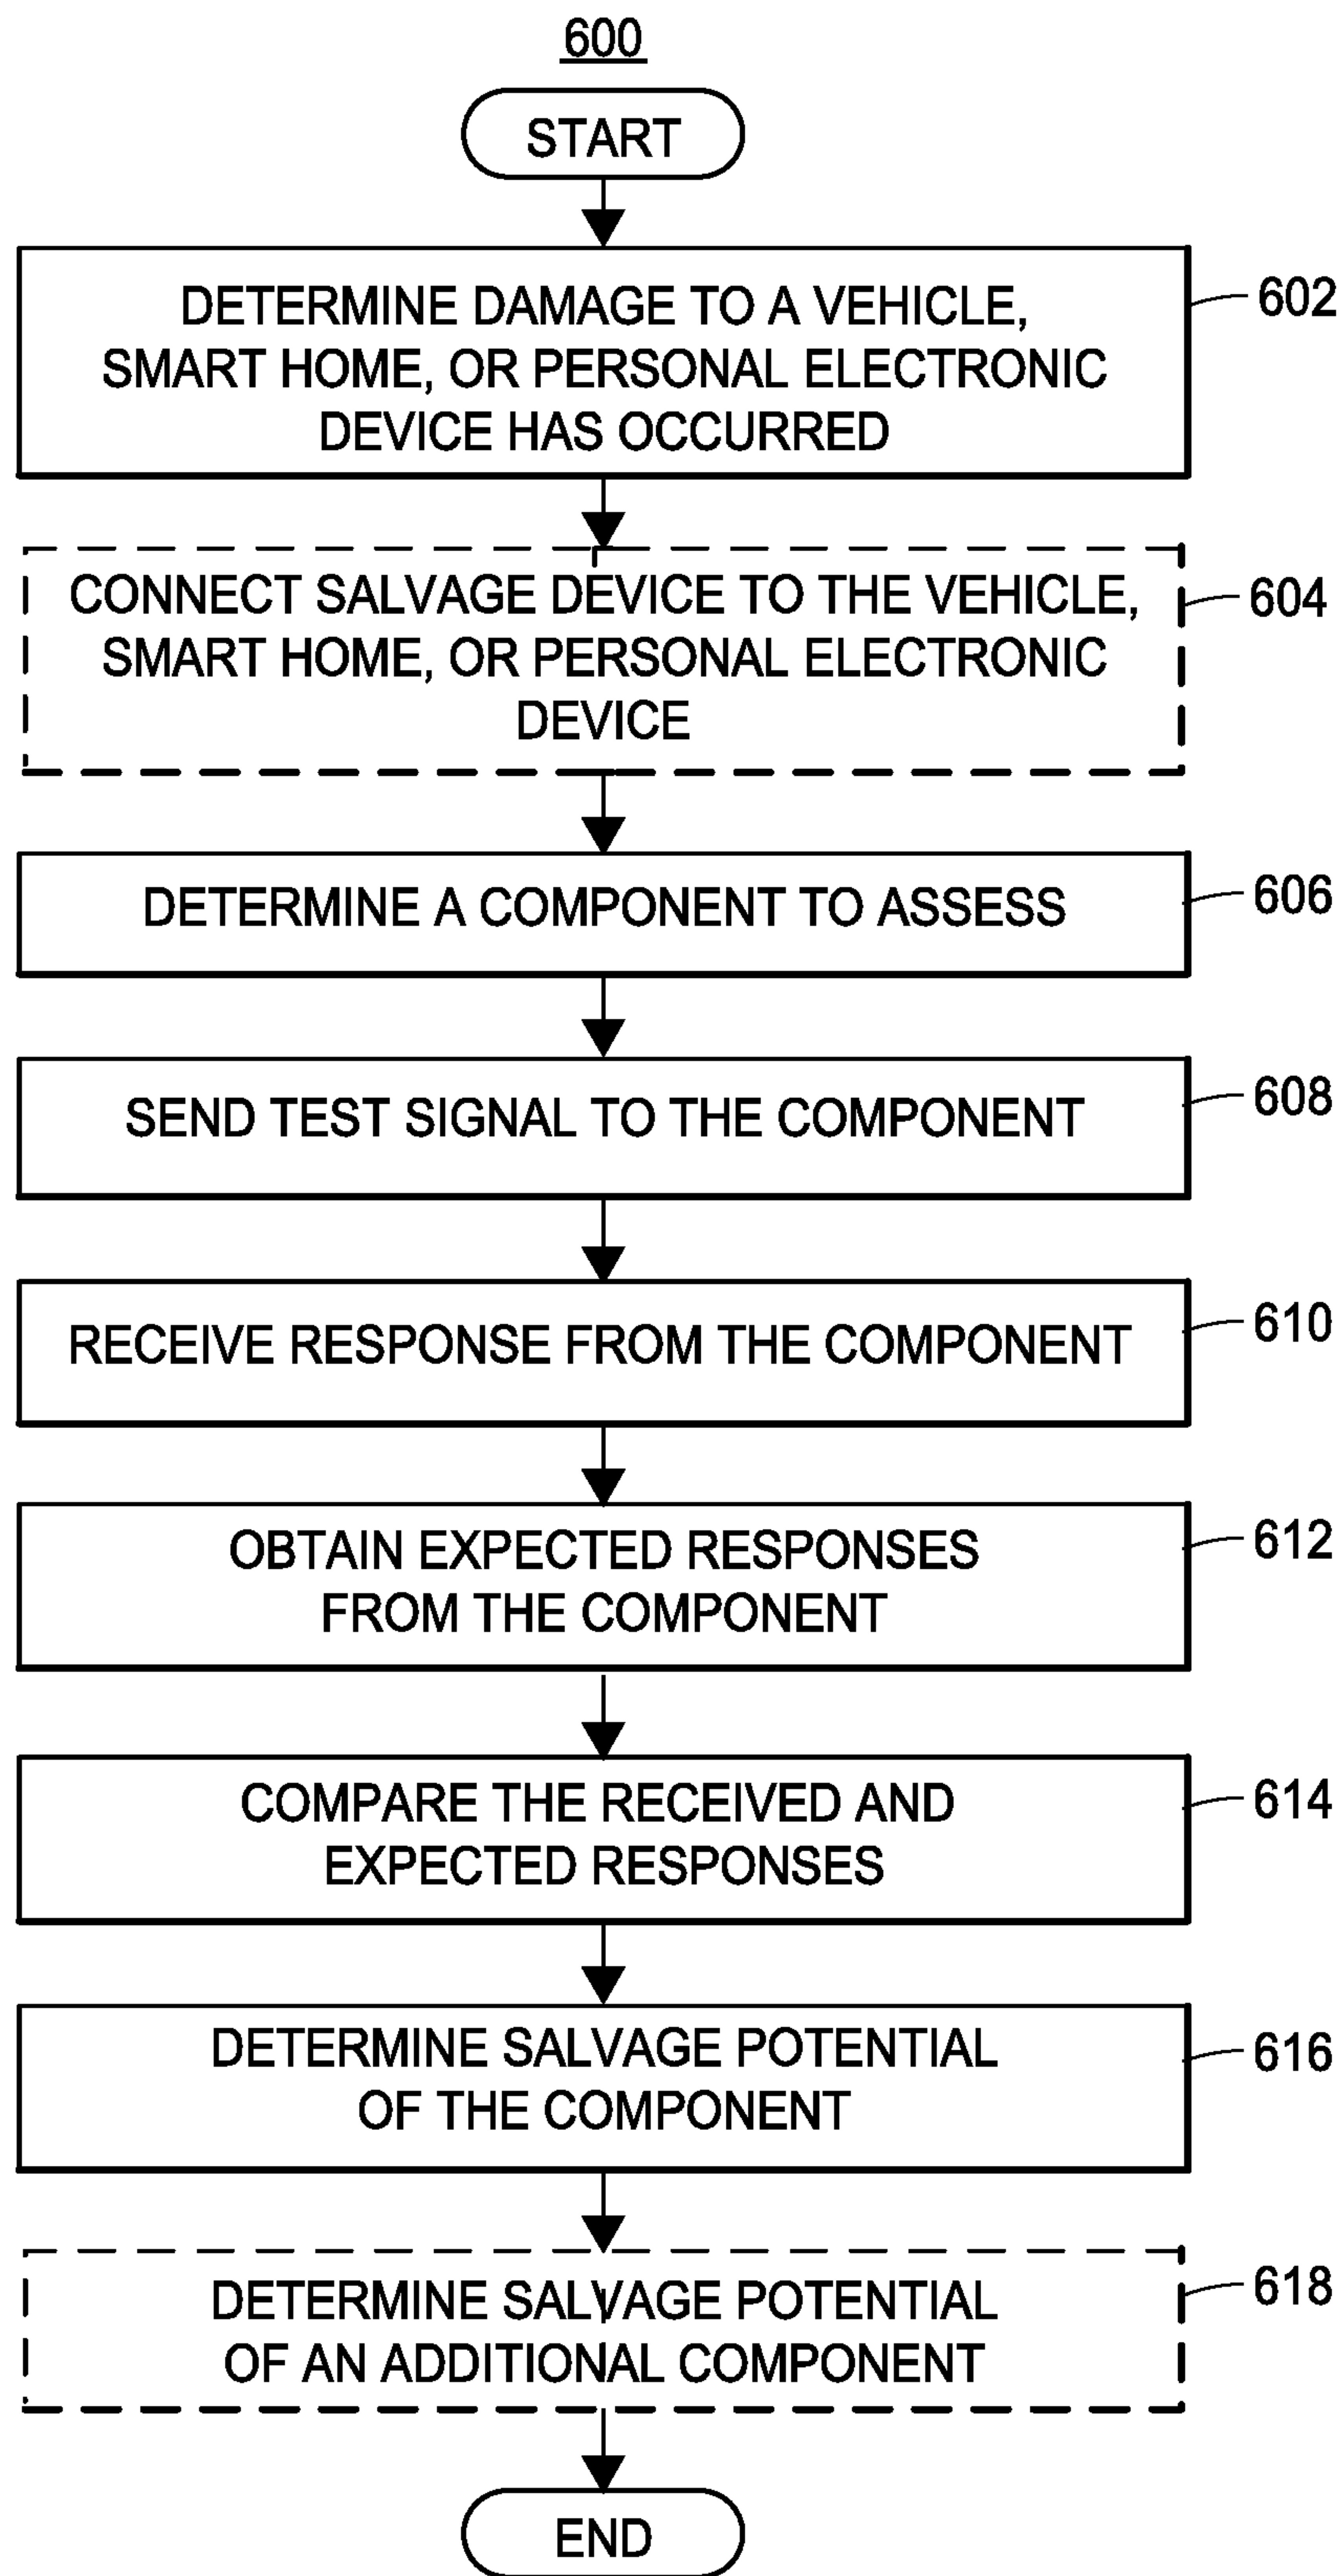 600
START
DETERMINE DAMAGE TO A VEHICLE,
SMART HOME, OR PERSONAL ELECTRONIC
DEVICE HAS OCCURRED
602
CONNECT SALVAGE DEVICE TO THE VEHICLE,
SMART HOME, OR PERSONAL ELECTRONIC
DEVICE
604
DETERMINE A COMPONENT TO ASSESS
606
SEND TEST SIGNAL TO THE COMPONENT
608
RECEIVE RESPONSE FROM THE COMPONENT
610
OBTAIN EXPECTED RESPONSES
FROM THE COMPONENT
612
COMPARE THE RECEIVED AND
EXPECTED RESPONSES
614
DETERMINE SALVAGE POTENTIAL
OF THE COMPONENT
616
DETERMINE SALVAGE POTENTIAL
OF AN ADDITIONAL COMPONENT
618
END